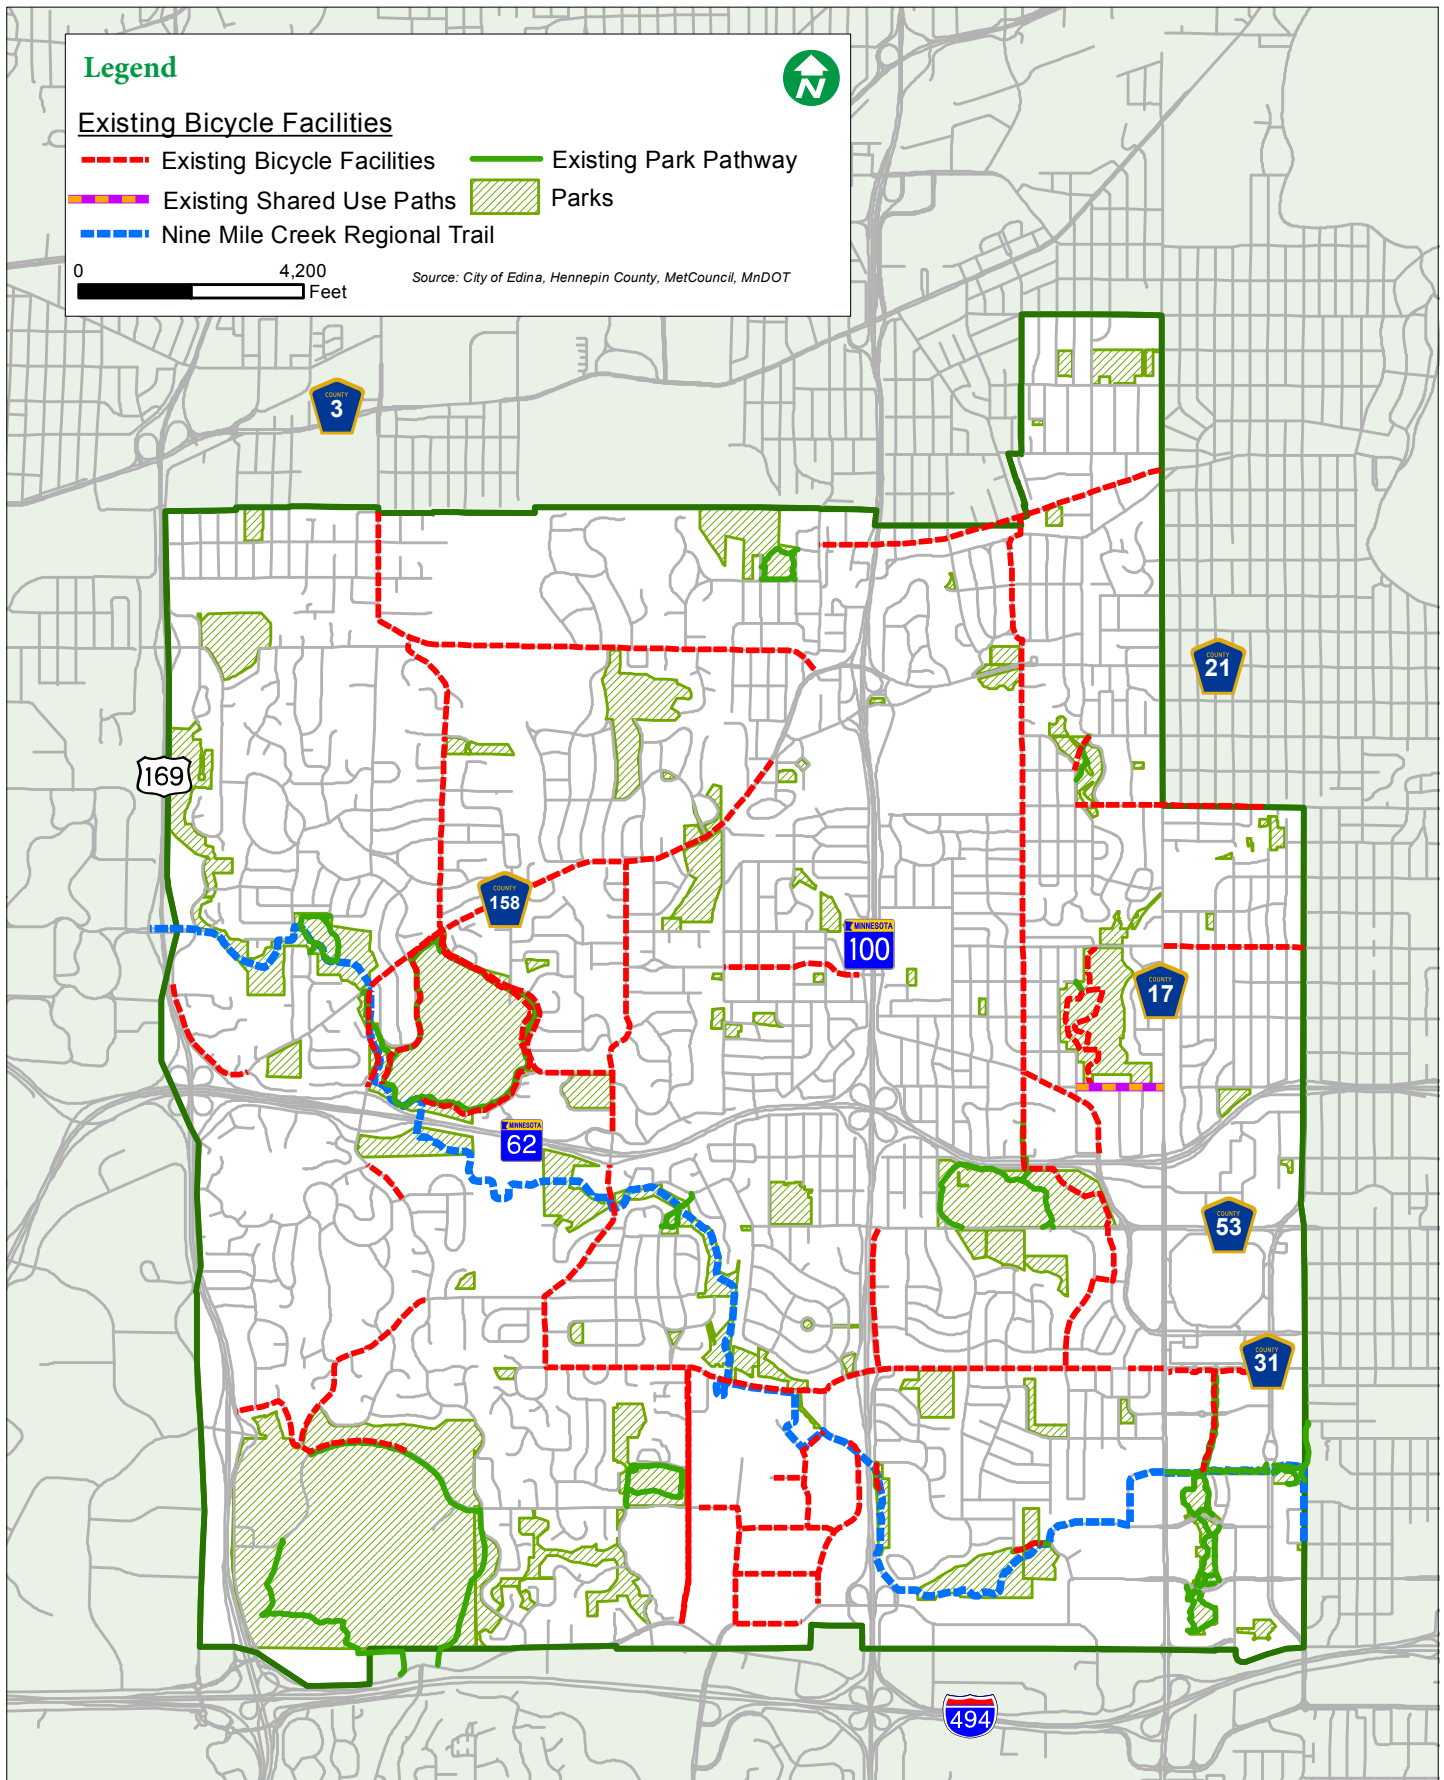 Legend
N
Existing Bicycle Facilities
Existing Bicycle Facilities
Existing Park Pathway
Existing Shared Use Paths
Parks
Nine Mile Creek Regional Trail
0 4,200
Feet
Source: City of Edina, Hennepin County, MetCouncil, MnDOT
COUNTY
3
COUNTY
21
169
COUNTY
158
MINNESOTA
100
COUNTY
17
MINNESOTA
62
COUNTY
53
COUNTY
31
494